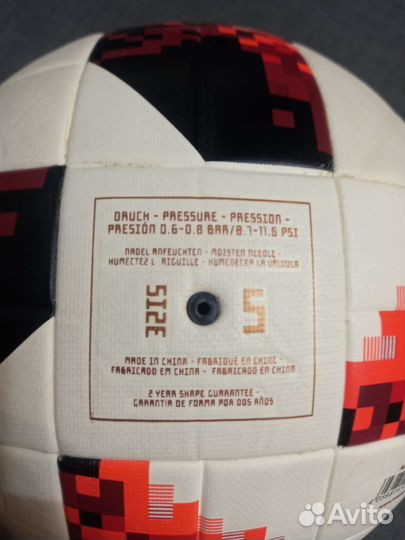 DRUCK - PRESSURE - PRESSION -
PRESIÓN 0.6-0.8 BAR/8.7-11.6 PSI
NADEL ANFEUCHTEN - MOISTEN NEEDLE -
HUMECTEZ L'AIGUILLE - HUMEDECER LA VALVULA
SIZE
5
MADE IN CHINA - FABRIQUÉ EN CHINE -
FABRICADO EM CHINA - FABRICADO EN CHINA
2 YEAR SHAPE GUARANTEE -
GARANTIA DE FORMA POR DOS AÑOS
Avito